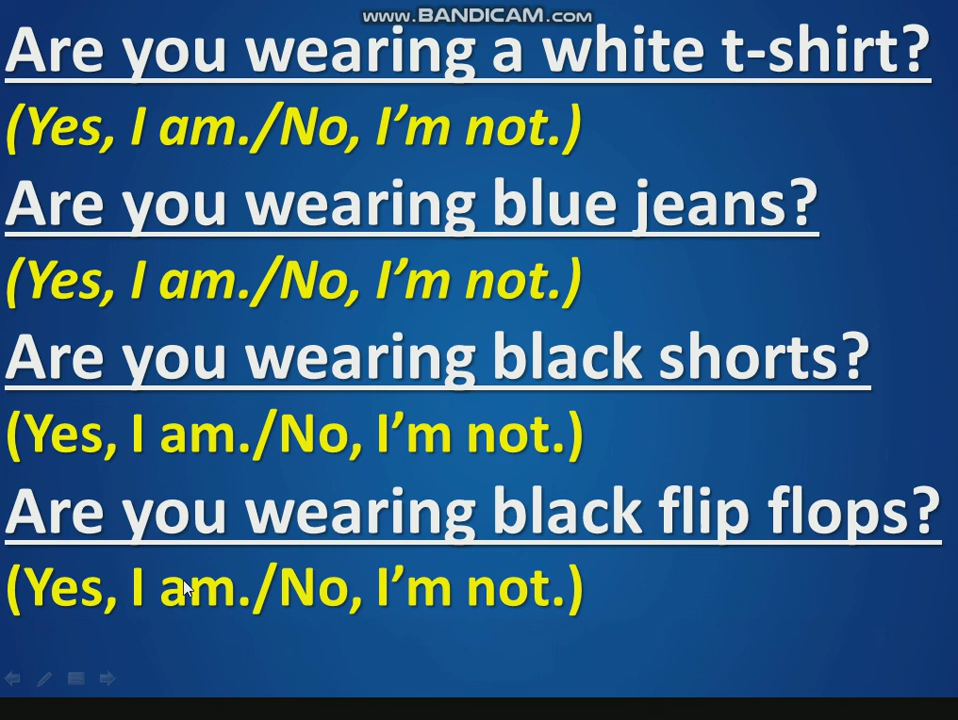 www.BANDICAM.com
Are you wearing a white t-shirt?
(Yes, I am./No, I’m not.)
Are you wearing blue jeans?
(Yes, I am./No, I’m not.)
Are you wearing black shorts?
(Yes, I am./No, I’m not.)
Are you wearing black flip flops?
(Yes, I am./No, I’m not.)